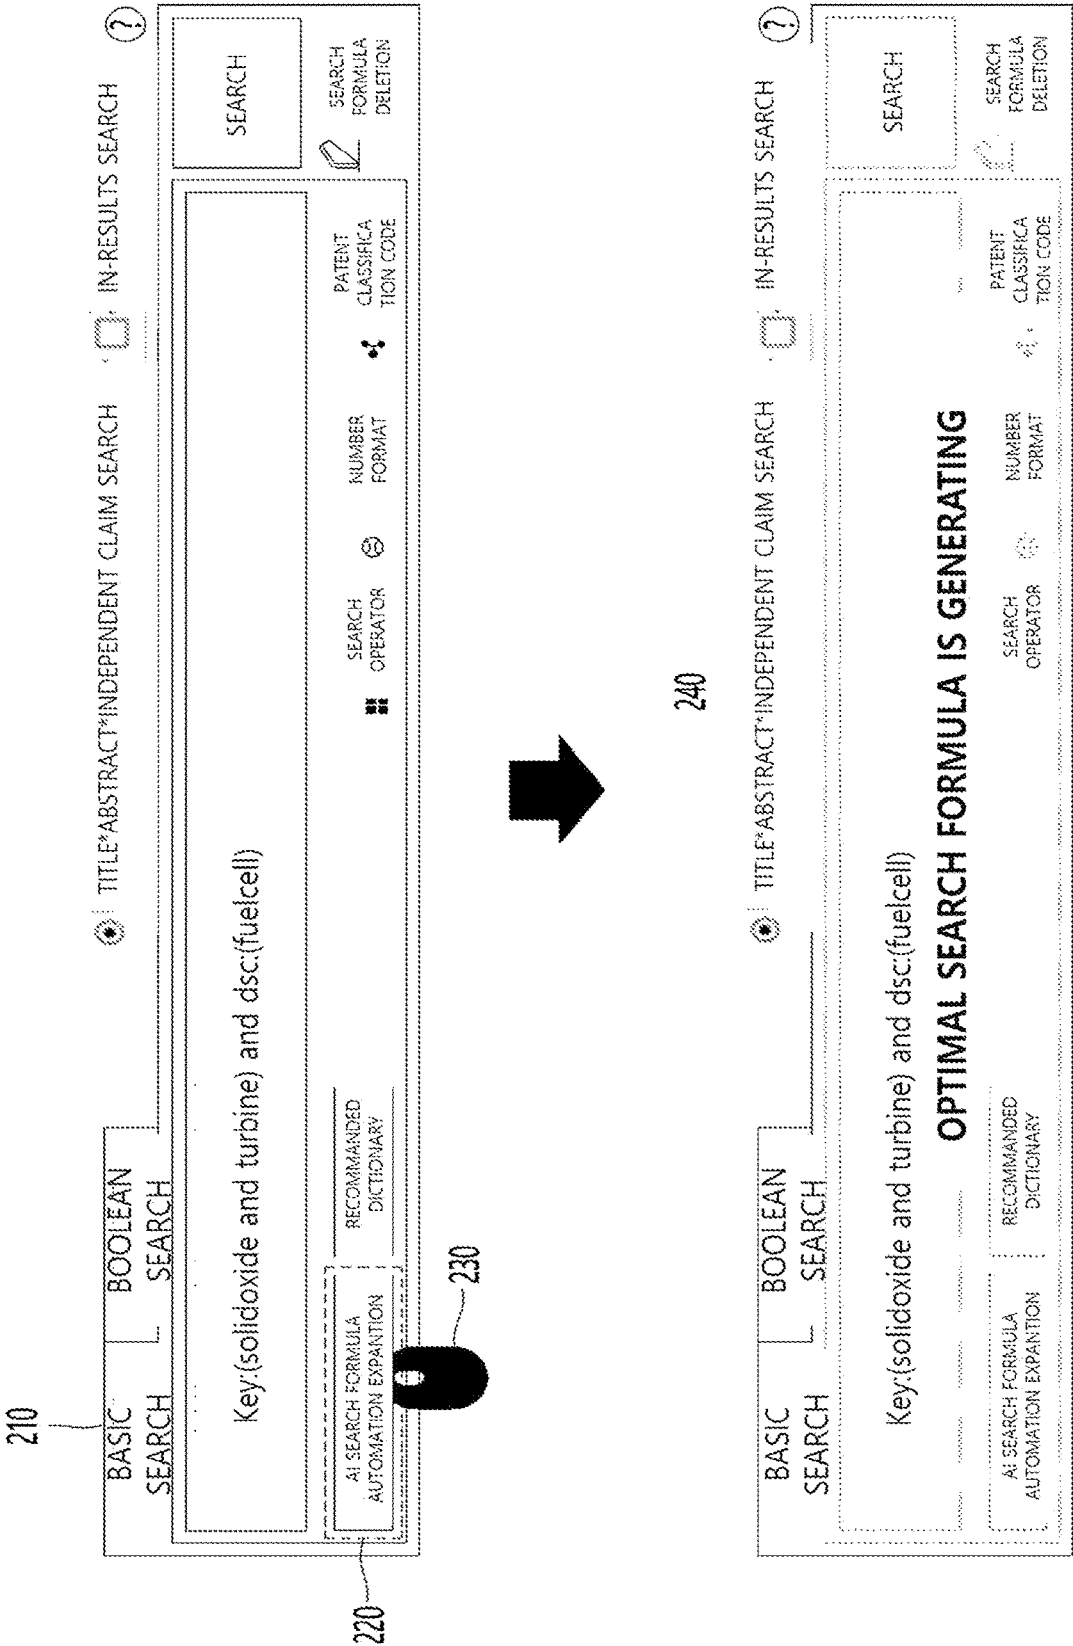 210
BASIC
SEARCH
BOOLEAN
SEARCH
TITLE*ABSTRACT*INDEPENDENT CLAIM SEARCH
IN-RESULTS SEARCH
?
Key:(solidoxide and turbine) and dsc:(fuelcell)
SEARCH
AI SEARCH FORMULA
AUTOMATION EXPANTION
RECOMMANDED
DICTIONARY
SEARCH
OPERATOR
NUMBER
FORMAT
PATENT
CLASSIFICA
TION CODE
SEARCH
FORMULA
DELETION
220
230
240
BASIC
SEARCH
BOOLEAN
SEARCH
TITLE*ABSTRACT*INDEPENDENT CLAIM SEARCH
IN-RESULTS SEARCH
?
Key:(solidoxide and turbine) and dsc:(fuelcell)
SEARCH
OPTIMAL SEARCH FORMULA IS GENERATING
AI SEARCH FORMULA
AUTOMATION EXPANTION
RECOMMANDED
DICTIONARY
SEARCH
OPERATOR
NUMBER
FORMAT
PATENT
CLASSIFICA
TION CODE
SEARCH
FORMULA
DELETION